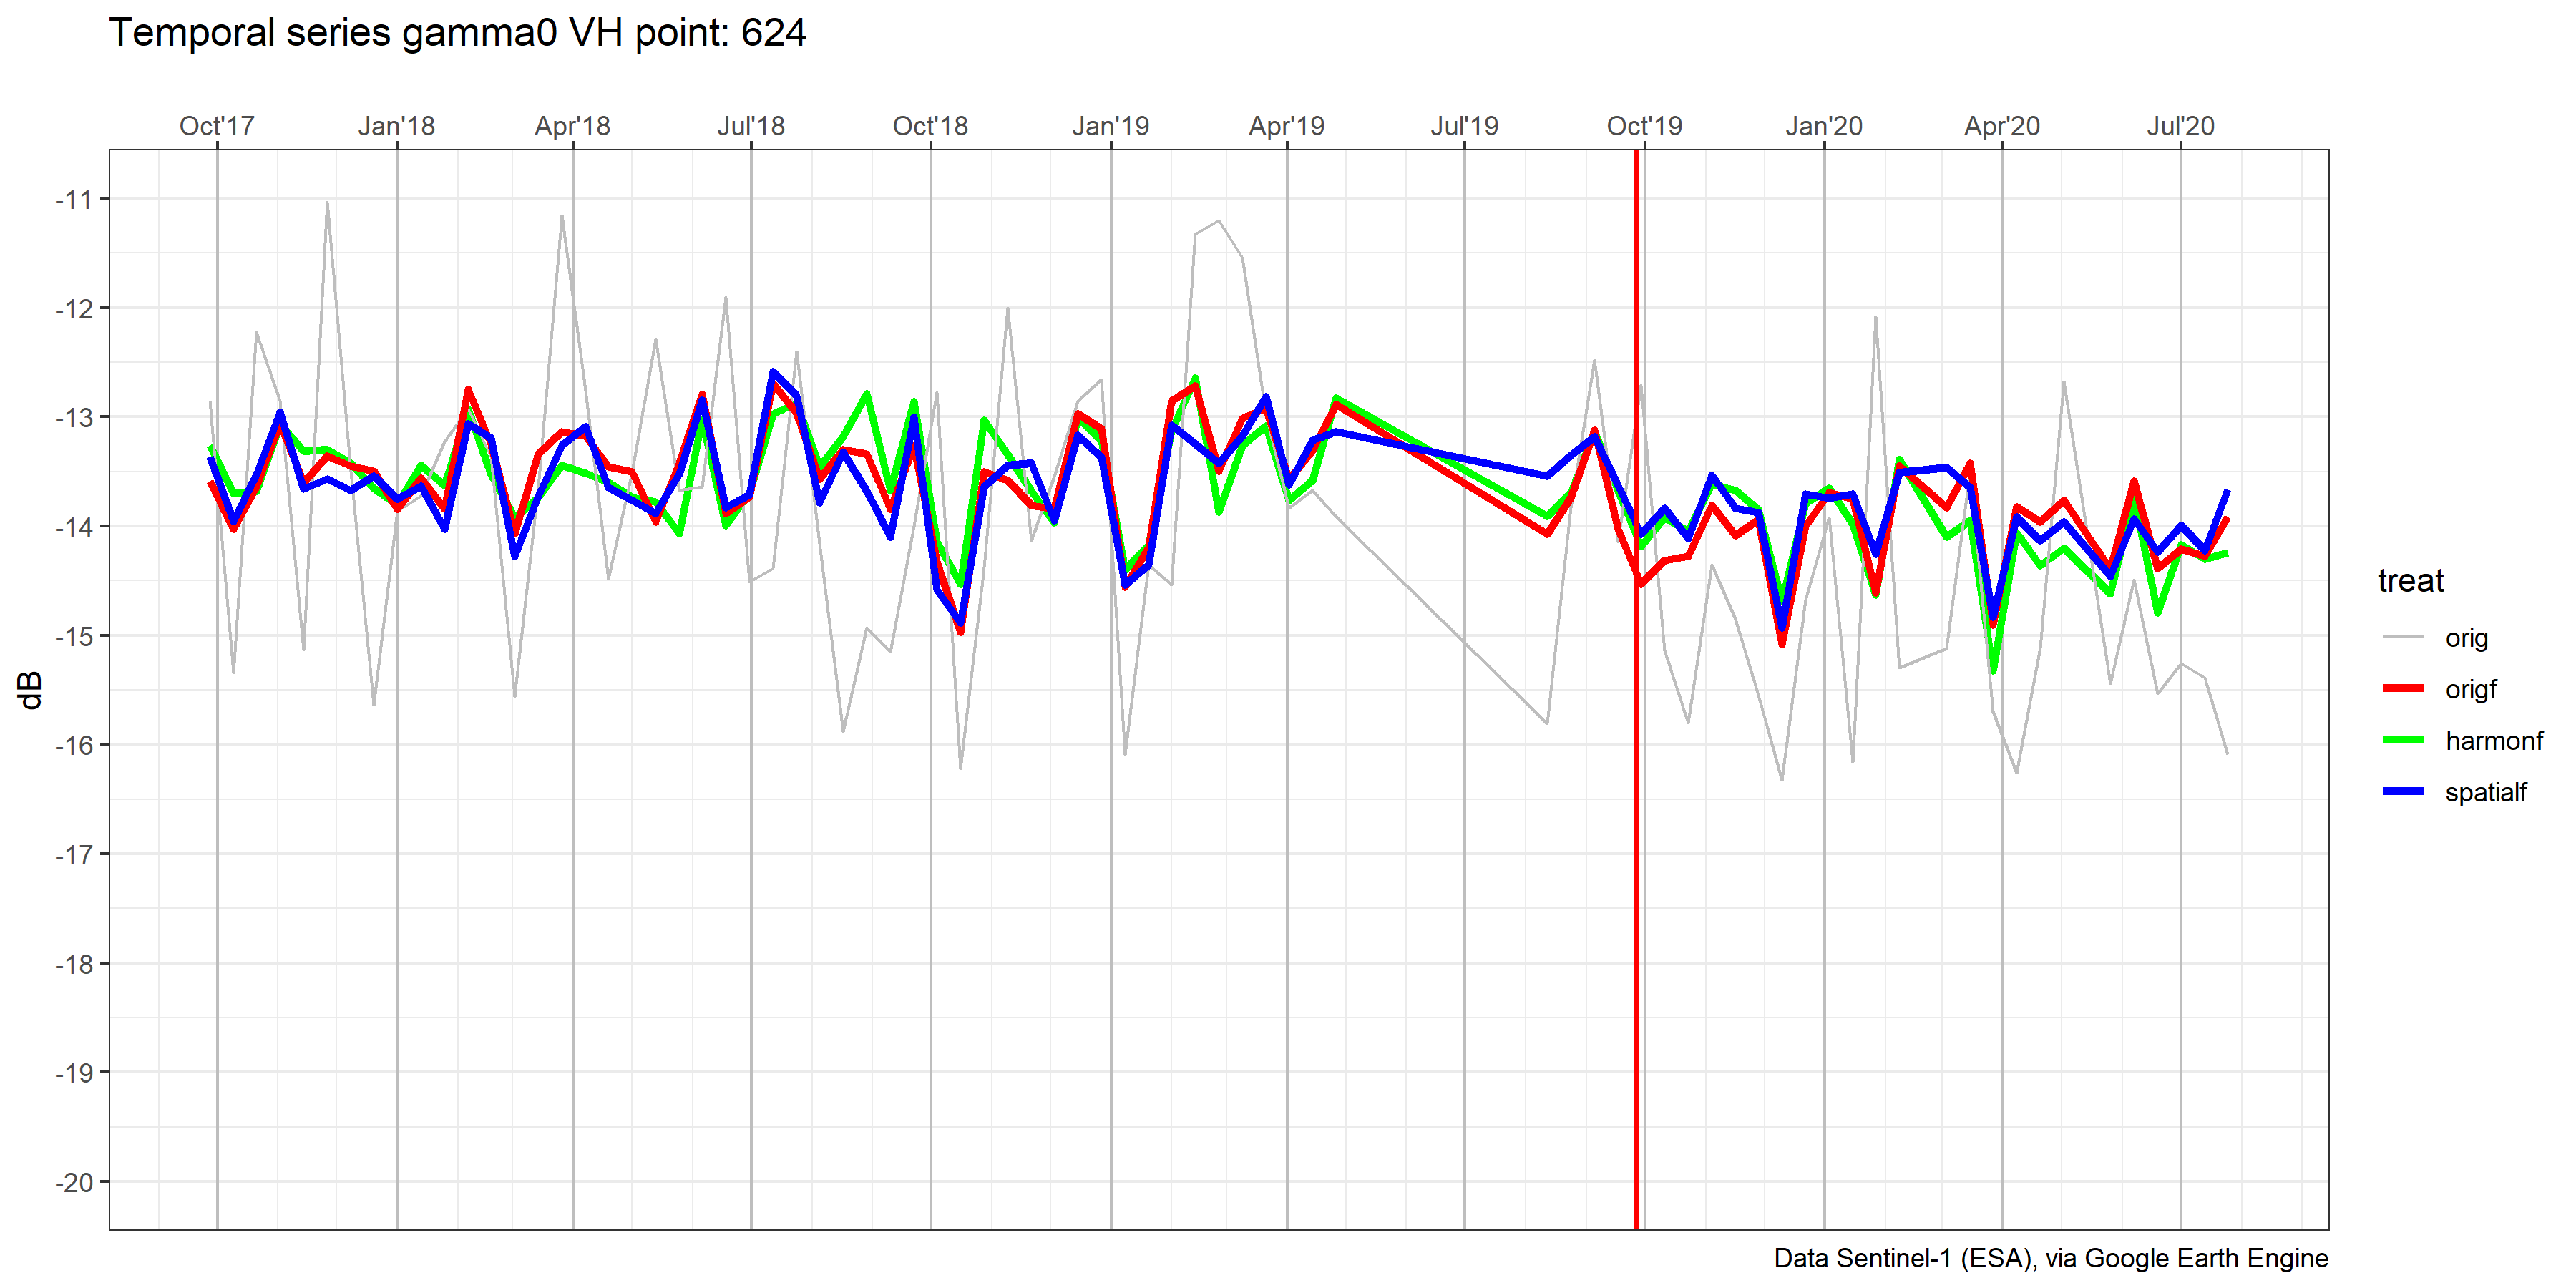 Temporal series gamma0 VH point: 624
Oct'17 Jan'18 Apr'18 Jul'18 Oct'18 Jan'19 Apr'19 Jul'19 Oct'19 Jan'20 Apr'20 Jul'20
-11
-12
-13
-14
-15
-16
-17
-18
-19
-20
dB
treat
orig
origf
harmonf
spatialf
Data Sentinel-1 (ESA), via Google Earth Engine